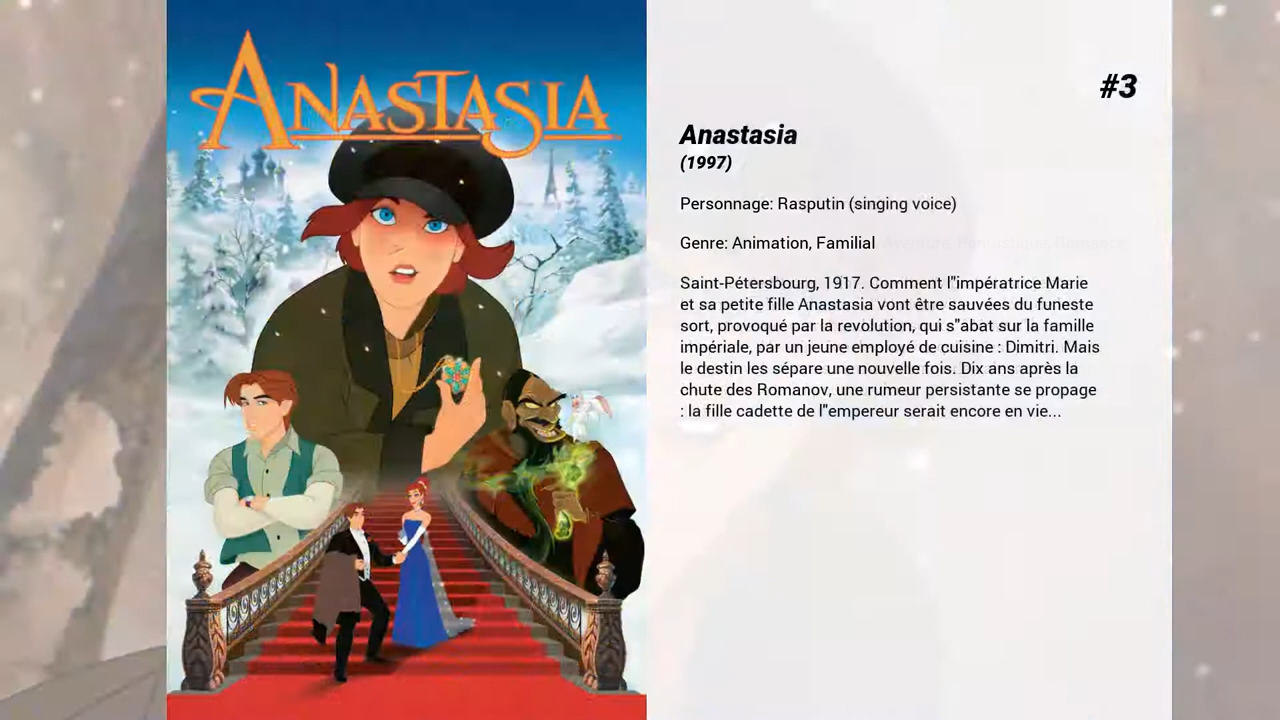 ANASTASIA
#3
Anastasia
(1997)
Personnage: Rasputin (singing voice)
Genre: Animation, Familial Aventure, Fantastique, Romance
Saint-Pétersbourg, 1917. Comment l"impératrice Marie
et sa petite fille Anastasia vont être sauvées du funeste
sort, provoqué par la revolution, qui s"abat sur la famille
impériale, par un jeune employé de cuisine : Dimitri. Mais
le destin les sépare une nouvelle fois. Dix ans après la
chute des Romanov, une rumeur persistante se propage
: la fille cadette de l"empereur serait encore en vie...